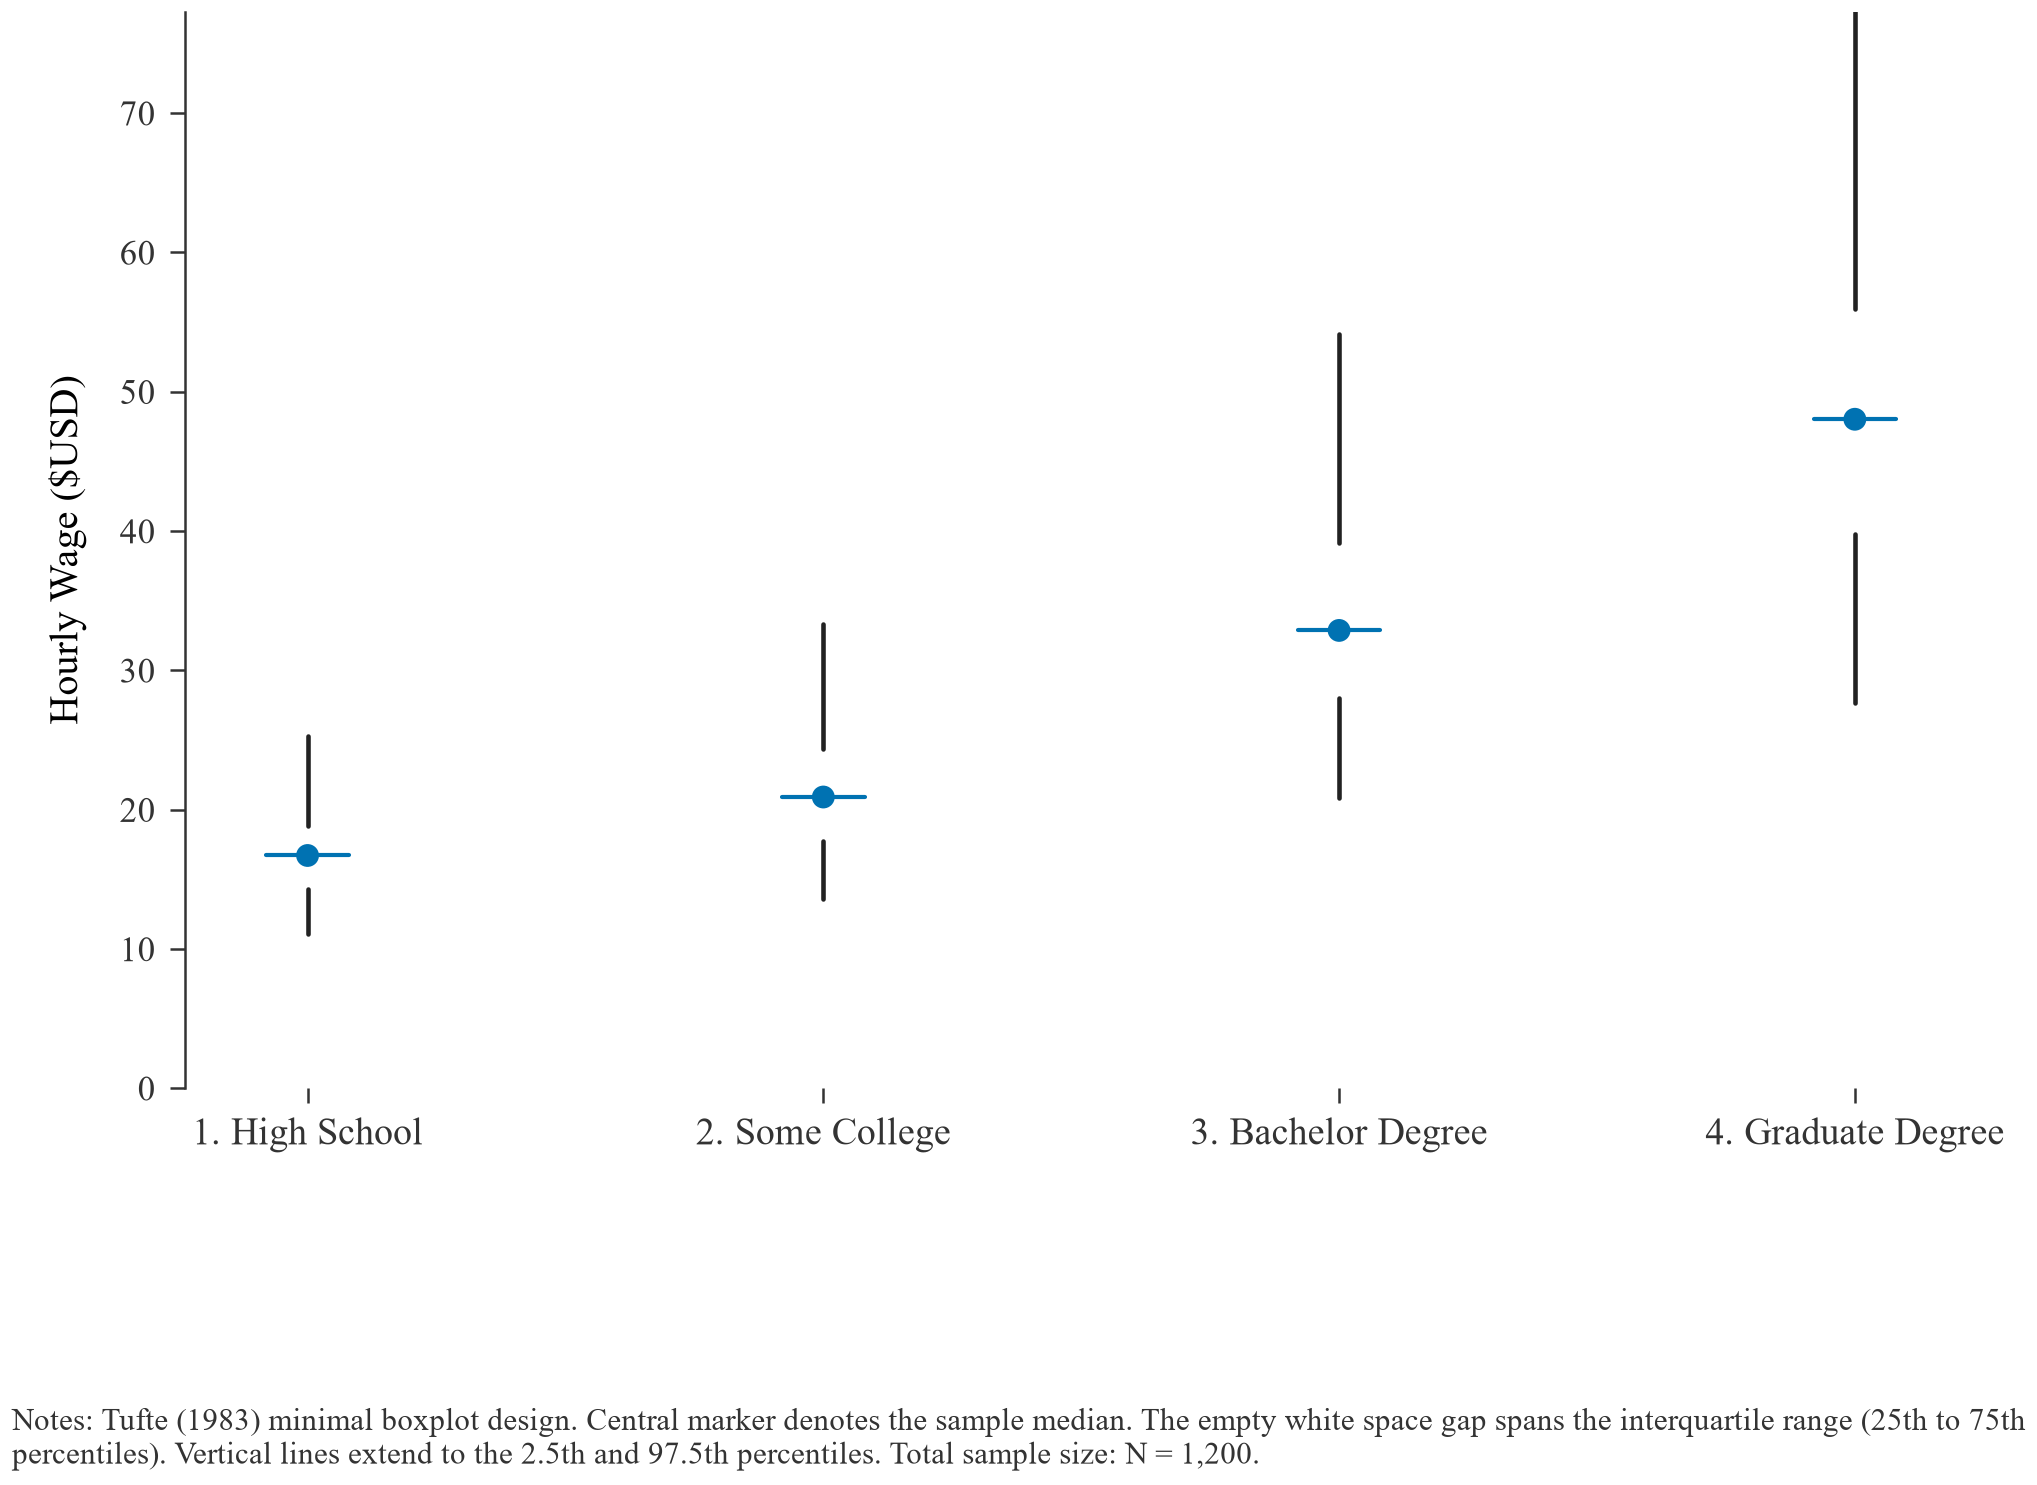 70
60
50
40
30
20
10
0
Hourly Wage ($USD)
1. High School
2. Some College
3. Bachelor Degree
4. Graduate Degree
Notes: Tufte (1983) minimal boxplot design. Central marker denotes the sample median. The empty white space gap spans the interquartile range (25th to 75th
percentiles). Vertical lines extend to the 2.5th and 97.5th percentiles. Total sample size: N = 1,200.